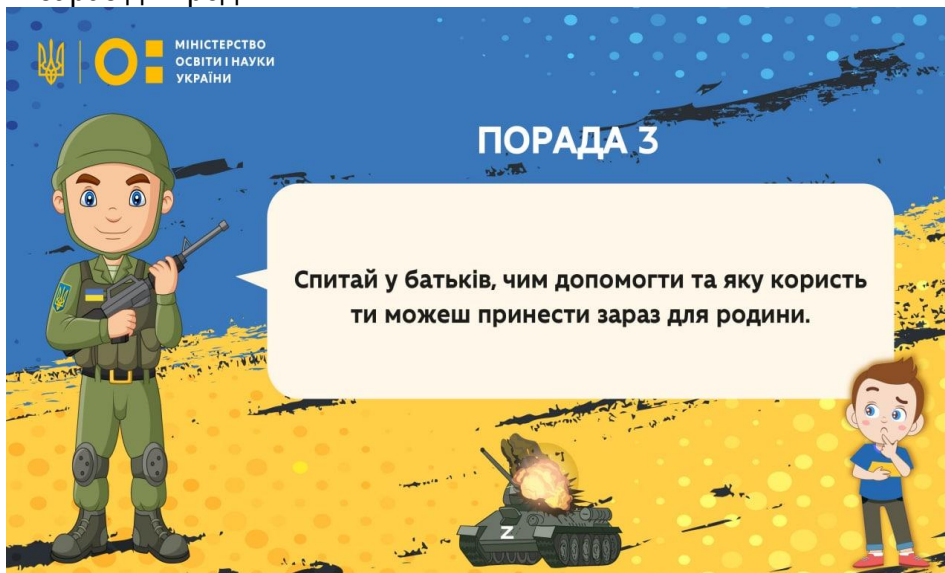 МІНІСТЕРСТВО
ОСВІТИ І НАУКИ
УКРАЇНИ
ПОРАДА 3
Спитай у батьків, чим допомогти та яку користь
ти можеш принести зараз для родини.
Z